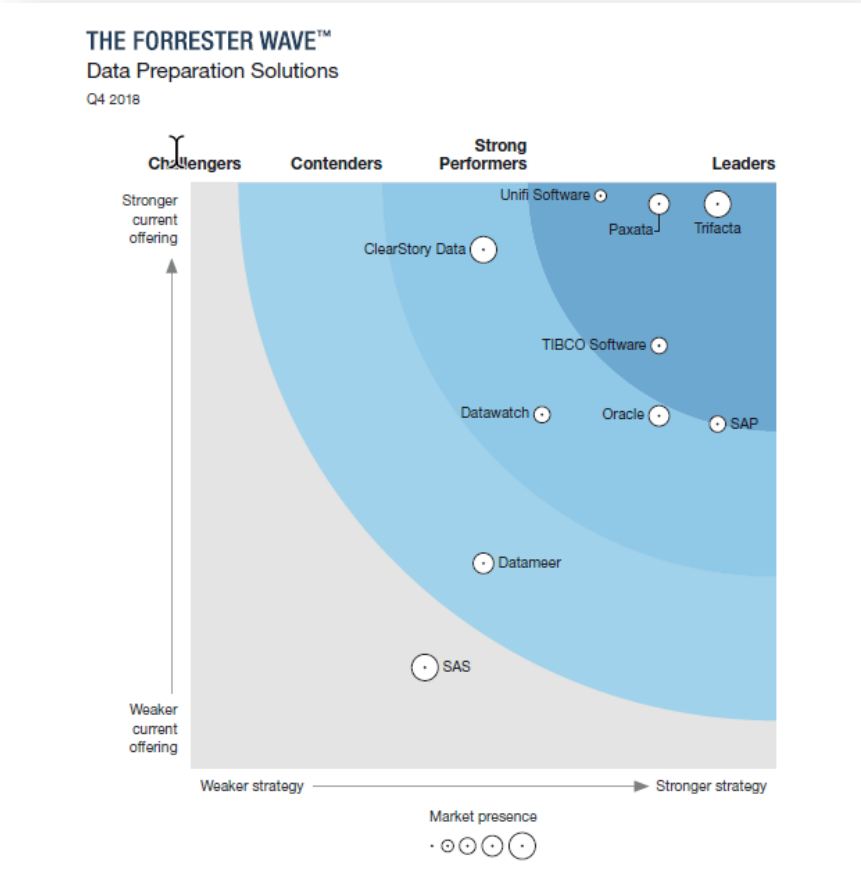 THE FORRESTER WAVE™
Data Preparation Solutions
Q4 2018
Challengers
Contenders
Strong
Performers
Leaders
Stronger
current
offering
Unifi Software
Paxata
Trifacta
ClearStory Data
TIBCO Software
Datawatch
Oracle
SAP
Datameer
SAS
Weaker
current
offering
Weaker strategy
Stronger strategy
Market presence